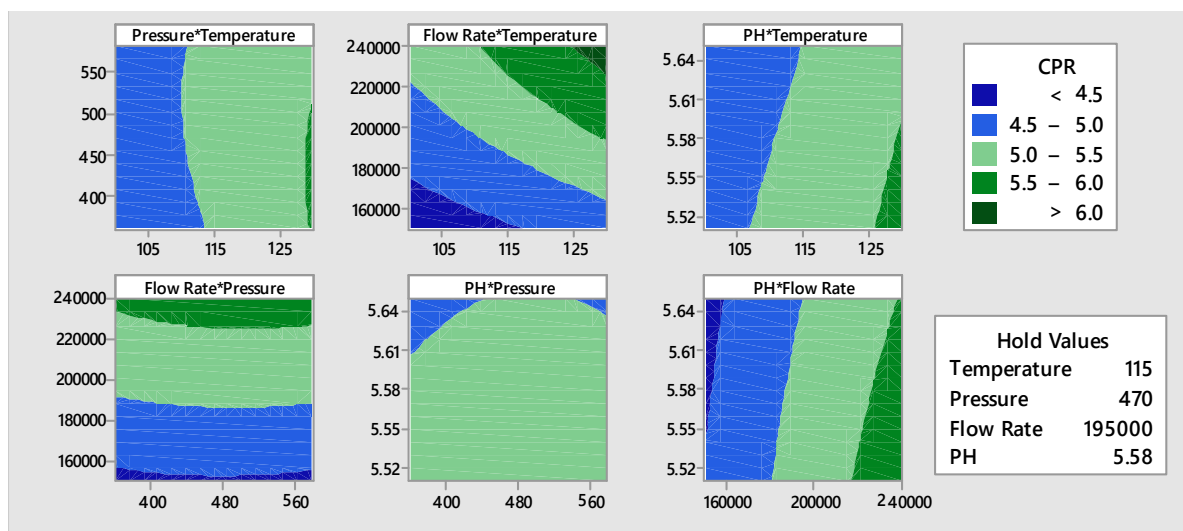 Pressure*Temperature
550
500
450
400
105 115 125
Flow Rate*Temperature
240000
220000
200000
180000
160000
105 115 125
PH*Temperature
5.64
5.61
5.58
5.55
5.52
105 115 125
CPR
< 4.5
4.5 – 5.0
5.0 – 5.5
5.5 – 6.0
> 6.0
Flow Rate*Pressure
240000
220000
200000
180000
160000
400 480 560
PH*Pressure
5.64
5.61
5.58
5.55
5.52
400 480 560
PH*Flow Rate
5.64
5.61
5.58
5.55
5.52
160000 200000 240000
Hold Values
Temperature 115
Pressure 470
Flow Rate 195000
PH 5.58